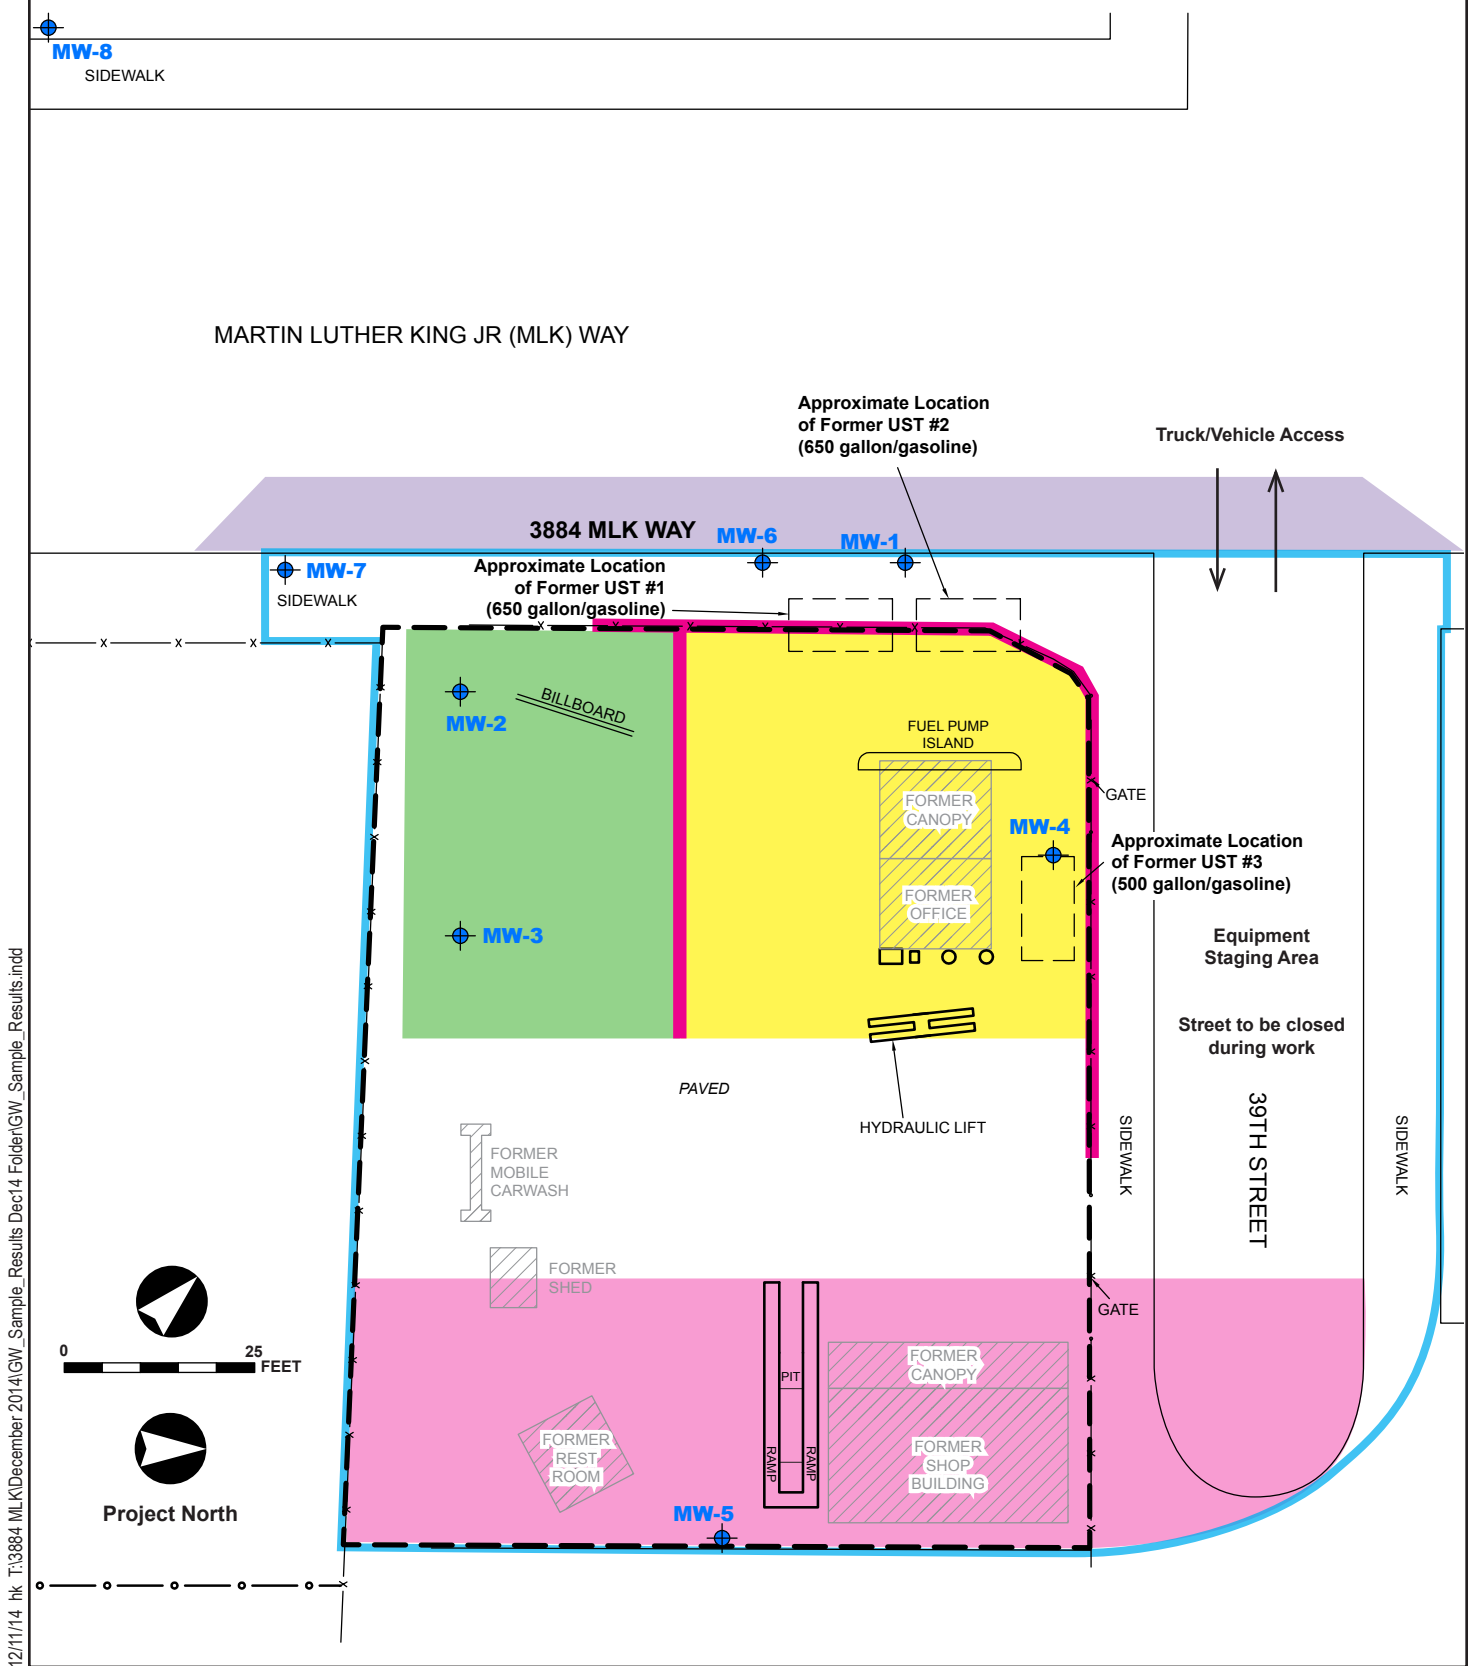 MW-8
SIDEWALK
MARTIN LUTHER KING JR (MLK) WAY
Approximate Location
of Former UST #2
(650 gallon/gasoline)
Truck/Vehicle Access
3884 MLK WAY
MW-6
MW-1
Approximate Location
of Former UST #1
(650 gallon/gasoline)
MW-7
SIDEWALK
MW-2
BILLBOARD
FUEL PUMP
ISLAND
FORMER
CANOPY
GATE
MW-4
Approximate Location
of Former UST #3
(500 gallon/gasoline)
FORMER
OFFICE
MW-3
Equipment
Staging Area
Street to be closed
during work
PAVED
HYDRAULIC LIFT
SIDEWALK
39TH STREET
SIDEWALK
FORMER
MOBILE
CARWASH
FORMER
SHED
GATE
0 25
FEET
FORMER
CANOPY
PIT
RAMP
RAMP
FORMER
REST
ROOM
FORMER
SHOP
BUILDING
MW-5
Project North
12/11/14 hk T:\3884 MLK\December 2014\GW_Sample_Results Dec14 Folder\GW_Sample_Results.indd